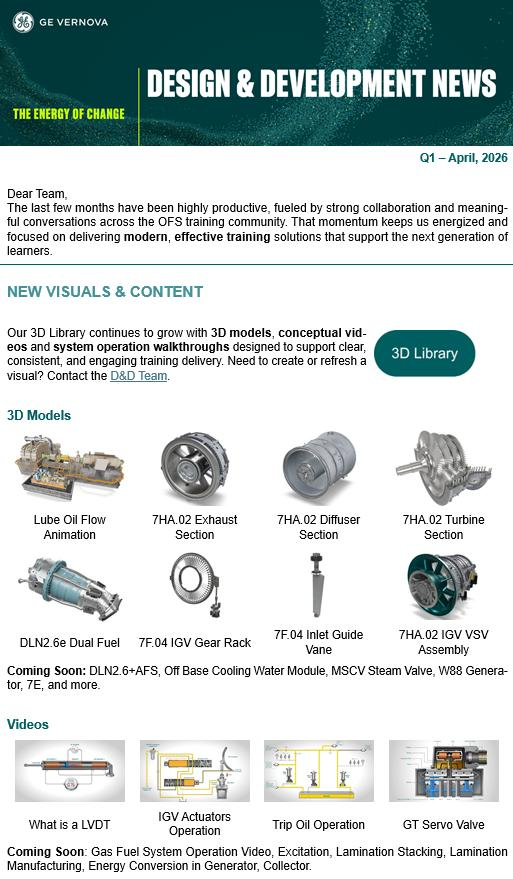 GE VERNOVA
DESIGN & DEVELOPMENT NEWS
THE ENERGY OF CHANGE
Q1 – April, 2026
Dear Team,
The last few months have been highly productive, fueled by strong collaboration and meaning-
ful conversations across the OFS training community. That momentum keeps us energized and
focused on delivering modern, effective training solutions that support the next generation of
learners.
NEW VISUALS & CONTENT
Our 3D Library continues to grow with 3D models, conceptual vid-
eos and system operation walkthroughs designed to support clear,
consistent, and engaging training delivery. Need to create or refresh a
visual? Contact the D&D Team.
3D Library
3D Models
Lube Oil Flow
Animation
7HA.02 Exhaust
Section
7HA.02 Diffuser
Section
7HA.02 Turbine
Section
DLN2.6e Dual Fuel
7F.04 IGV Gear Rack
7F.04 Inlet Guide
Vane
7HA.02 IGV VSV
Assembly
Coming Soon: DLN2.6+AFS, Off Base Cooling Water Module, MSCV Steam Valve, W88 Genera-
tor, 7E, and more.
Videos
What is a LVDT
IGV Actuators
Operation
Trip Oil Operation
GT Servo Valve
Coming Soon: Gas Fuel System Operation Video, Excitation, Lamination Stacking, Lamination
Manufacturing, Energy Conversion in Generator, Collector.